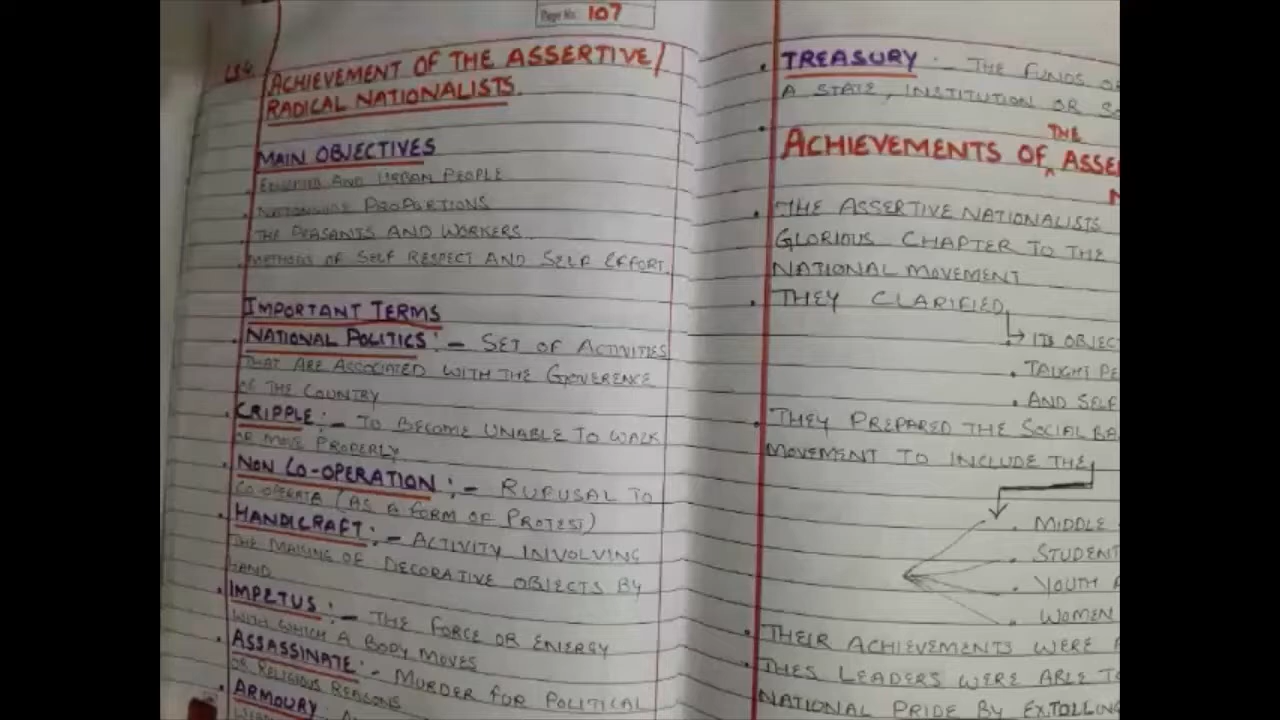 Page No. 107
ACHIEVEMENT OF THE ASSERTIVE/
RADICAL NATIONALISTS.
MAIN OBJECTIVES
AND URBAN PEOPLE
PROPORTIONS
THE PEASANTS AND WORKERS
METHODS OF SELF RESPECT AND SELF EFFORT
IMPORTANT TERMS
NATIONAL POLITICS :- SET OF ACTIVITIES
THAT ARE ASSOCIATED WITH THE GOVERENCE
OF THE COUNTRY
CRIPPLE :- TO BECOME UNABLE TO WALK
OR MOVE PROPERLY
NON CO-OPERATION :- RUFUSAL TO
CO-OPERATA (AS A FORM OF PROTEST)
HANDICRAFT :- ACTIVITY INVOLVING
THE MAKING OF DECORATIVE OBJECTS BY
HAND
IMPETUS :- THE FORCE OR ENERGY
WITH WHICH A BODY MOVES
ASSASSINATE :- MURDER FOR POLITICAL
OR RELIGIOUS REASONS
ARMOURY :-
TREASURY :- THE FUNDS OF
A STATE, INSTITUTION OR
THE
ACHIEVEMENTS OF ASSE
THE ASSERTIVE NATIONALISTS
GLORIOUS CHAPTER TO THE
NATIONAL MOVEMENT
THEY CLARIFIED
ITS OBJECT
TAUGHT PE
AND SELF
THEY PREPARED THE SOCIAL BA
MOVEMENT TO INCLUDE THE
MIDDLE
STUDENT
YOUTH
WOMEN
THEIR ACHIEVEMENTS WERE
THES LEADERS WERE ABLE TO
NATIONAL PRIDE BY EXTOLLING